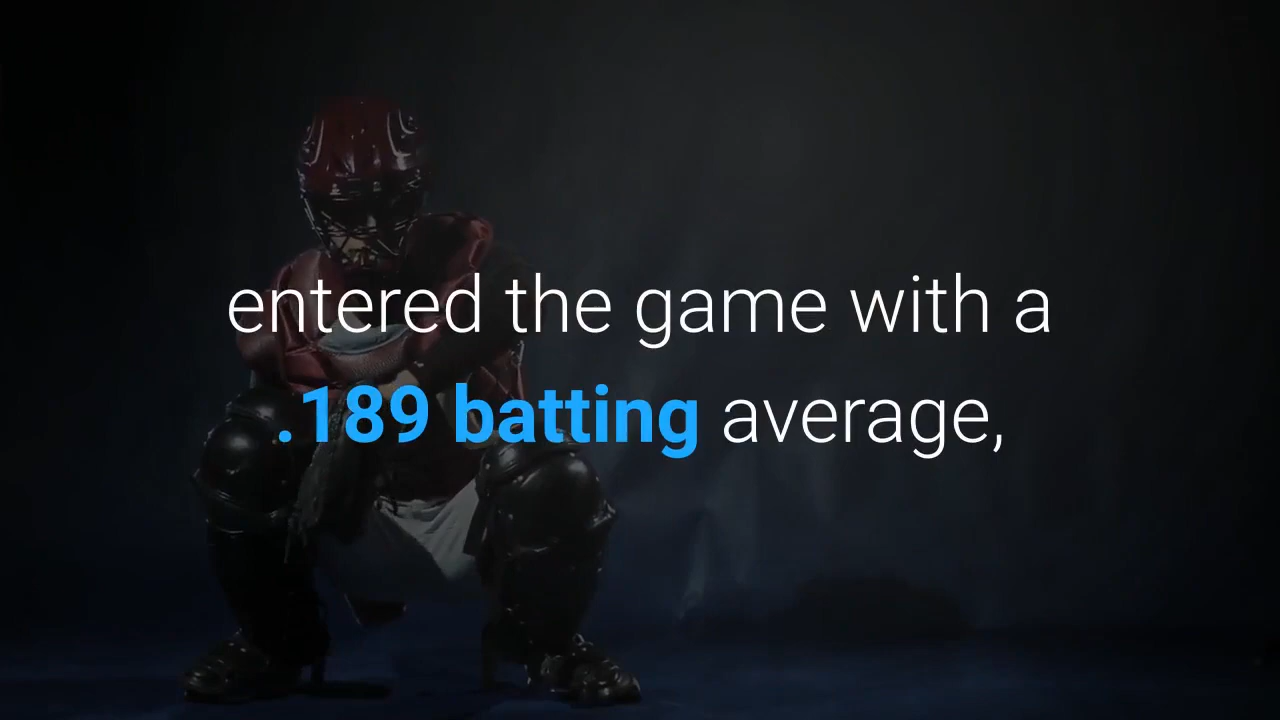 entered the game with a
.189 batting average,